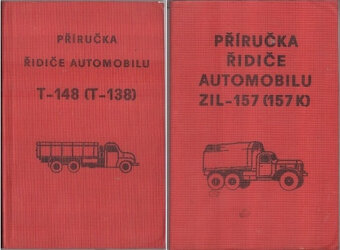 PŘÍRUČKA
ŘIDIČE AUTOMOBILU
T-148 (T-138)
PŘÍRUČKA
ŘIDIČE
AUTOMOBILU
ZIL-157 (157 K)